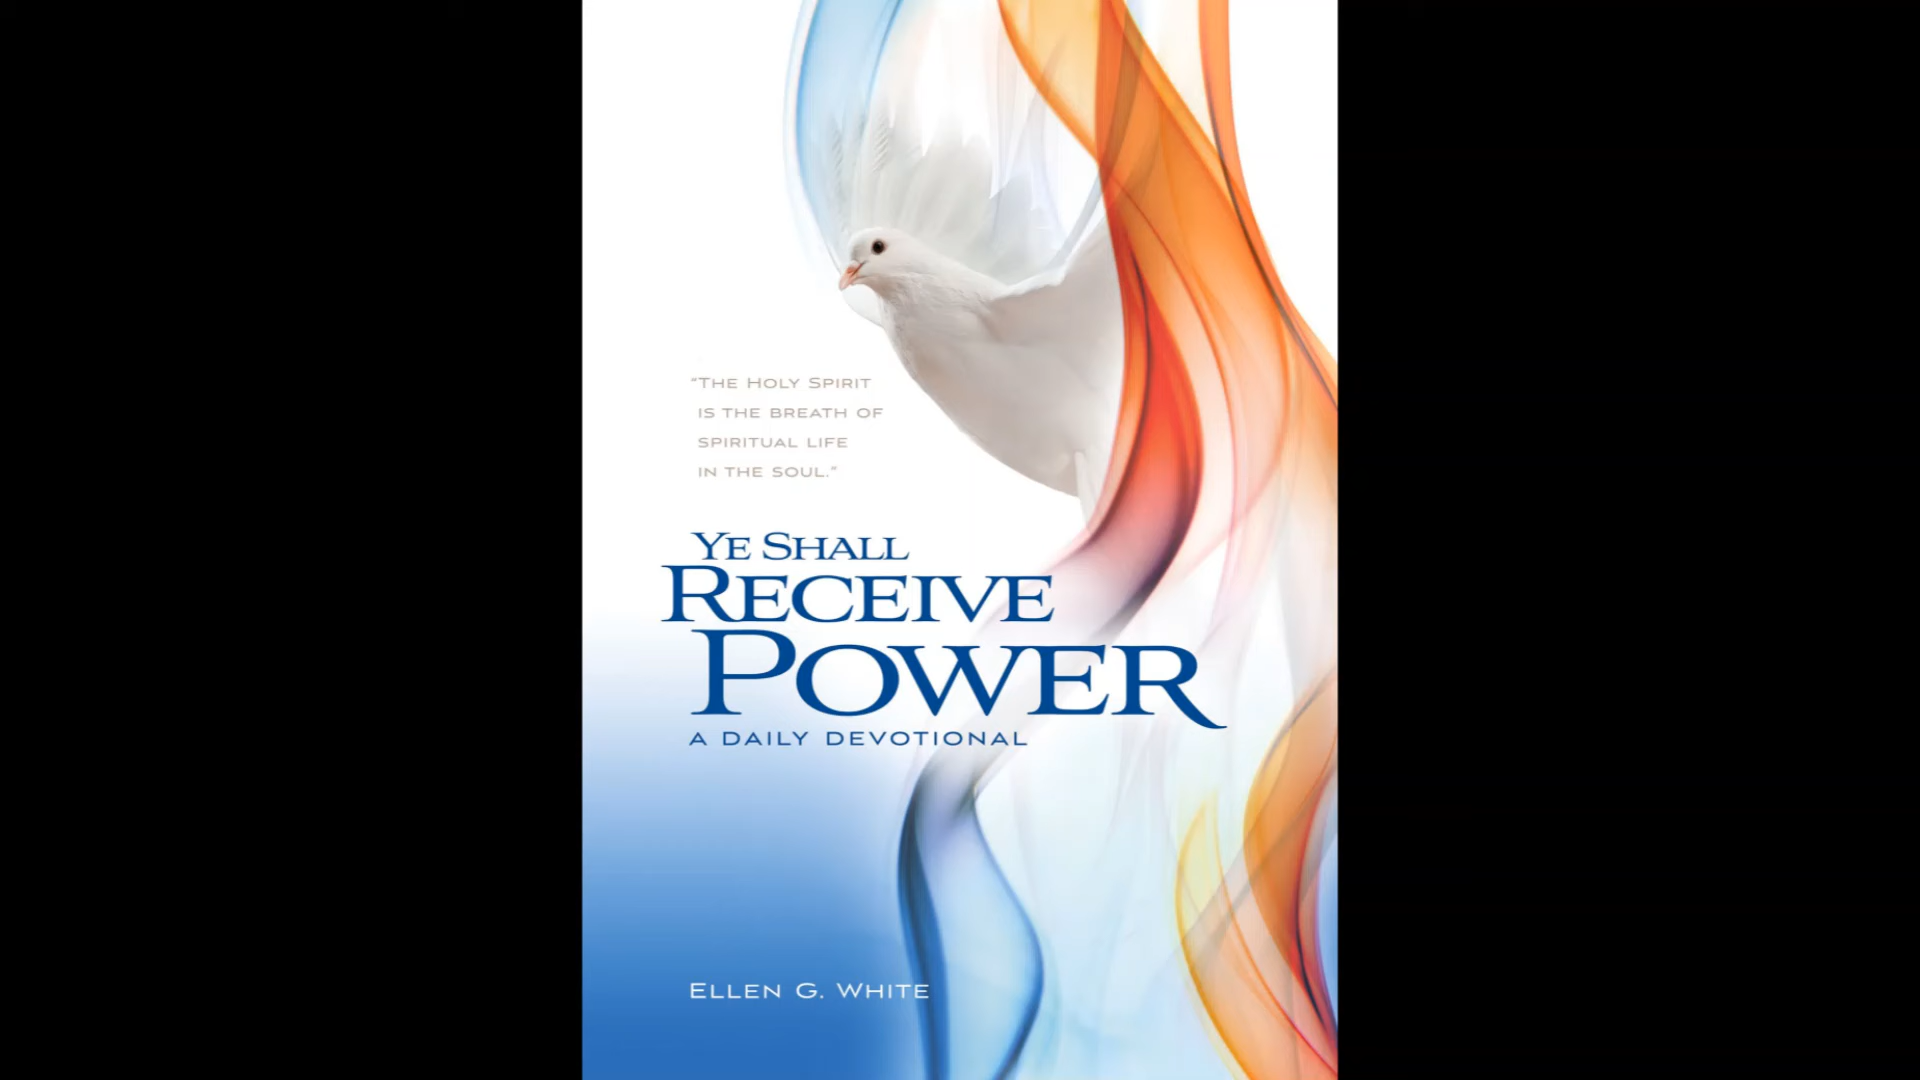 “The Holy Spirit
is the breath of
spiritual life
in the soul.”
Ye Shall
Receive
Power
A Daily Devotional
Ellen G. White